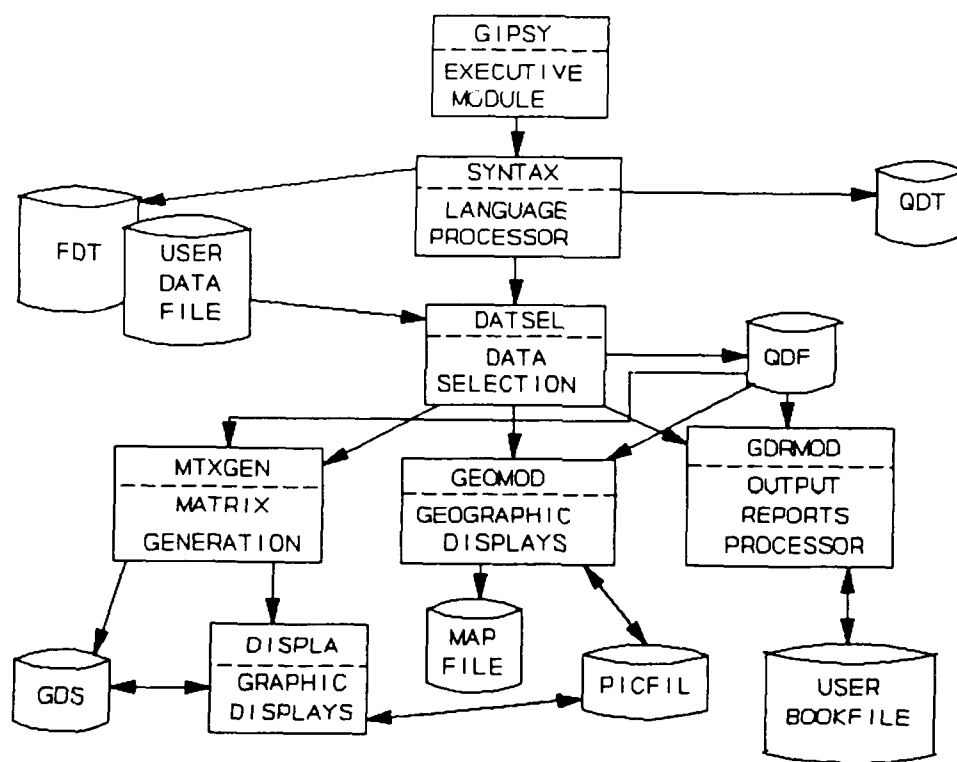 GIPSY
EXECUTIVE
MODULE
SYNTAX
LANGUAGE
PROCESSOR
QDT
FDT
USER
DATA
FILE
DATSEL
DATA
SELECTION
QDF
MTXGEN
MATRIX
GENERATION
GEOMOD
GEOGRAPHIC
DISPLAYS
GDRMOD
OUTPUT
REPORTS
PROCESSOR
GDS
DISPLA
GRAPHIC
DISPLAYS
MAP
FILE
PICFIL
USER
BOOKFILE